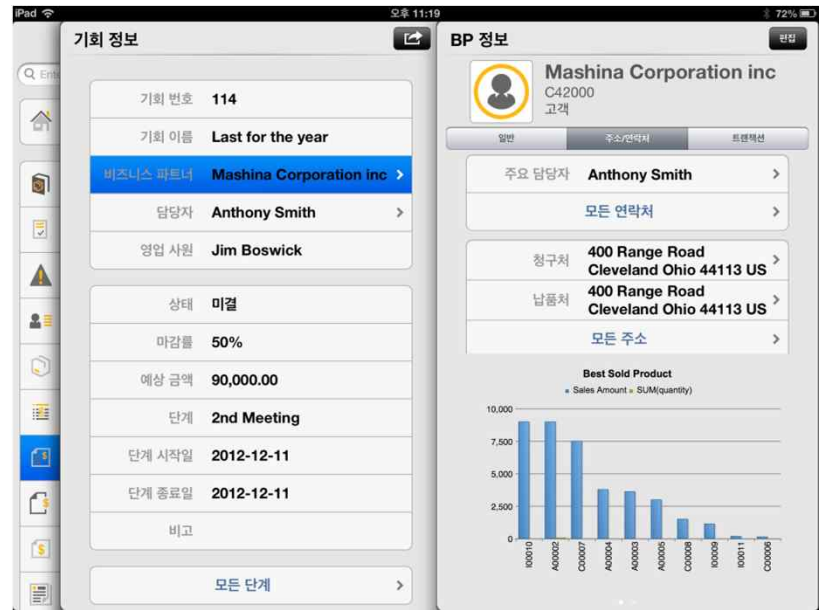 iPad
오후 11:19
72%
기회 정보
기회 번호 114
기회 이름 Last for the year
비즈니스 파트너 Mashina Corporation inc
담당자 Anthony Smith
영업 사원 Jim Boswick
상태 미결
마감률 50%
예상 금액 90,000.00
단계 2nd Meeting
단계 시작일 2012-12-11
단계 종료일 2012-12-11
비고
모든 단계
BP 정보
편집
Mashina Corporation inc
C42000
고객
일반 주소/연락처 트랜잭션
주요 담당자 Anthony Smith
모든 연락처
청구처 400 Range Road
Cleveland Ohio 44113 US
납품처 400 Range Road
Cleveland Ohio 44113 US
모든 주소
Best Sold Product
Sales Amount SUM(quantity)
10,000
7,500
5,000
2,500
0
I00010 A00002 C00007 A00004 A00003 A00005 C00008 I00009 I00011 C00006